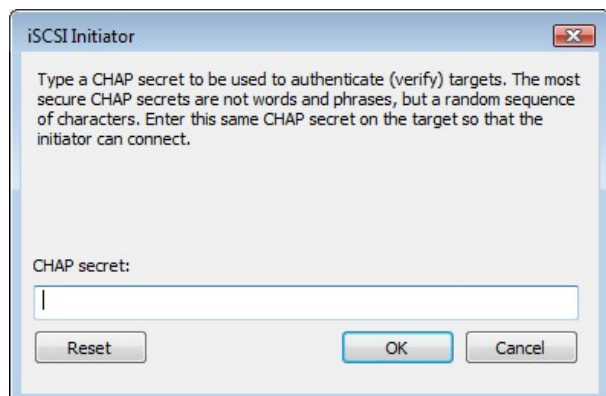 iSCSI Initiator
Type a CHAP secret to be used to authenticate (verify) targets. The most
secure CHAP secrets are not words and phrases, but a random sequence
of characters. Enter this same CHAP secret on the target so that the
initiator can connect.
CHAP secret:
Reset OK Cancel